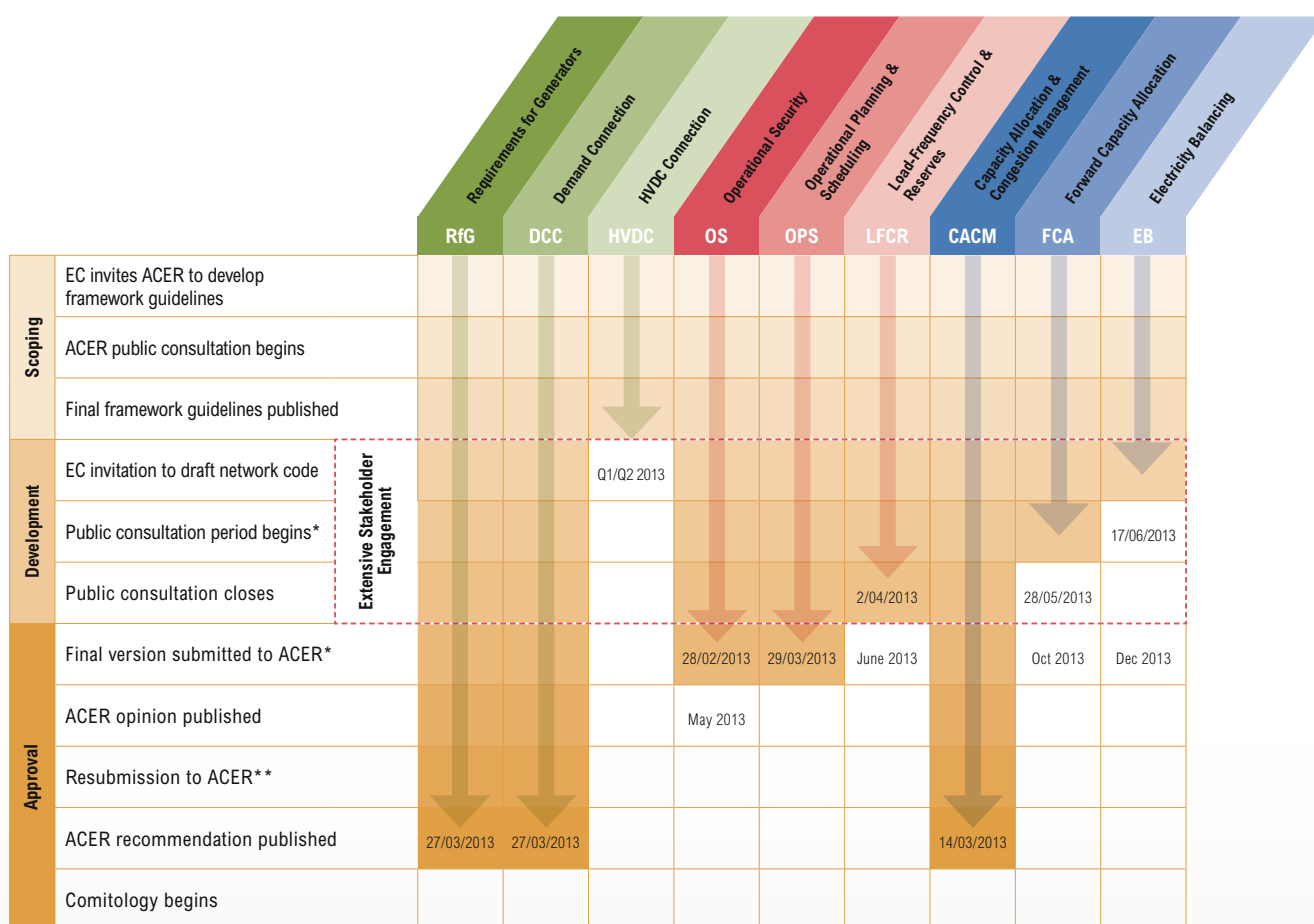 Requirements for Generators
Demand Connection
HVDC Connection
Operational Security
Operational Planning &
Scheduling
Load-Frequency Control &
Reserves
Capacity Allocation &
Congestion Management
Forward Capacity Allocation
Electricity Balancing
RfG DCC HVDC OS OPS LFCR CACM FCA EB
Scoping
EC invites ACER to develop
framework guidelines
ACER public consultation begins
Final framework guidelines published
Development
Extensive Stakeholder
Engagement
EC invitation to draft network code Q1/Q2 2013
Public consultation period begins* 17/06/2013
Public consultation closes 2/04/2013 28/05/2013
Approval
Final version submitted to ACER* 28/02/2013 29/03/2013 June 2013 Oct 2013 Dec 2013
ACER opinion published May 2013
Resubmission to ACER**
ACER recommendation published 27/03/2013 27/03/2013 14/03/2013
Comitology begins